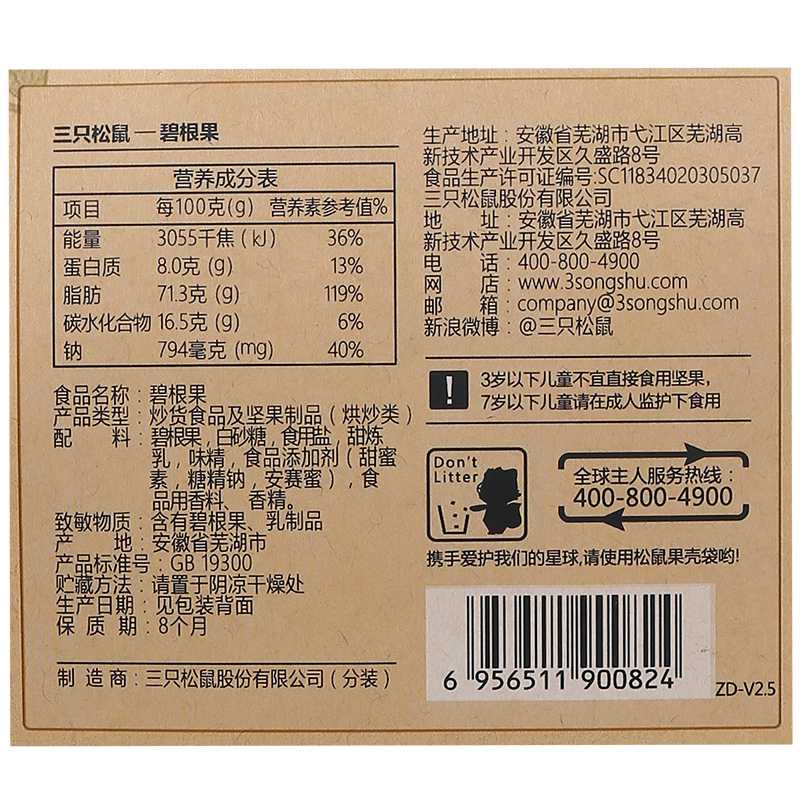 三只松鼠 — 碧根果
营养成分表
项目 每100克(g) 营养素参考值%
能量 3055千焦 ( kJ ) 36%
蛋白质 8.0克 (g) 13%
脂肪 71.3克 (g) 119%
碳水化合物 16.5克 (g) 6%
钠 794毫克 (mg) 40%
食品名称: 碧根果
产品类型: 炒货食品及坚果制品（烘炒类）
配 料: 碧根果, 白砂糖, 食用盐, 甜炼
乳, 味精, 食品添加剂（甜蜜
素, 糖精钠, 安赛蜜）, 食
品用香料、香精。
致敏物质: 含有碧根果、乳制品
产 地: 安徽省芜湖市
产品标准号: GB 19300
贮藏方法: 请置于阴凉干燥处
生产日期: 见包装背面
保 质 期: 8个月
制 造 商: 三只松鼠股份有限公司 (分装)
生产地址: 安徽省芜湖市弋江区芜湖高
新技术产业开发区久盛路8号
食品生产许可证编号:SC11834020305037
三只松鼠股份有限公司
地 址: 安徽省芜湖市弋江区芜湖高
新技术产业开发区久盛路8号
电 话: 400-800-4900
网 店: www.3songshu.com
邮 箱: company@3songshu.com
新浪微博: @三只松鼠
! 3岁以下儿童不宜直接食用坚果,
7岁以下儿童请在成人监护下食用
Don't
Litter
全球主人服务热线:
400-800-4900
携手爱护我们的星球,请使用松鼠果壳袋哟!
6 956511 900824
ZD-V2.5